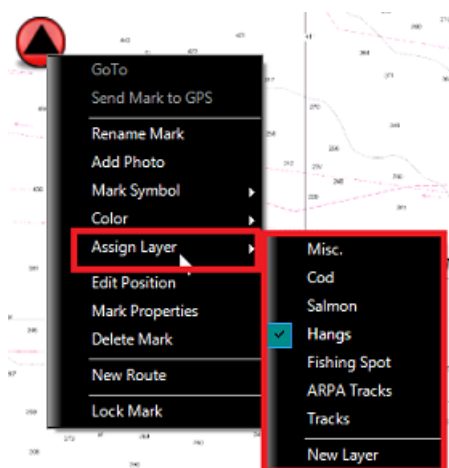 GoTo
Send Mark to GPS
Rename Mark
Add Photo
Mark Symbol
Color
Assign Layer
Edit Position
Mark Properties
Delete Mark
New Route
Lock Mark
Misc.
Cod
Salmon
Hangs
Fishing Spot
ARPA Tracks
Tracks
New Layer